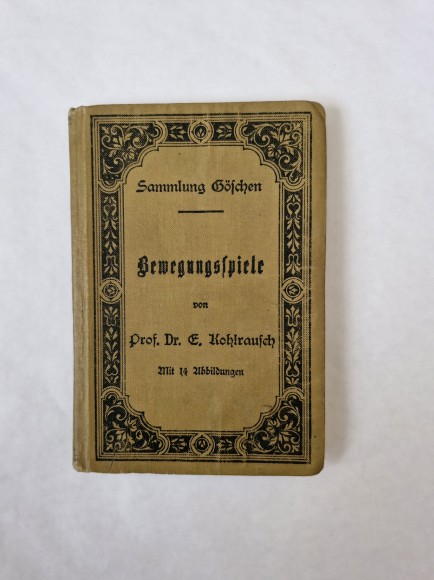 Sammlung Göſchen
Bewegungsſpiele
von
Prof. Dr. E. Kohlrauſch
Mit 14 Abbildungen